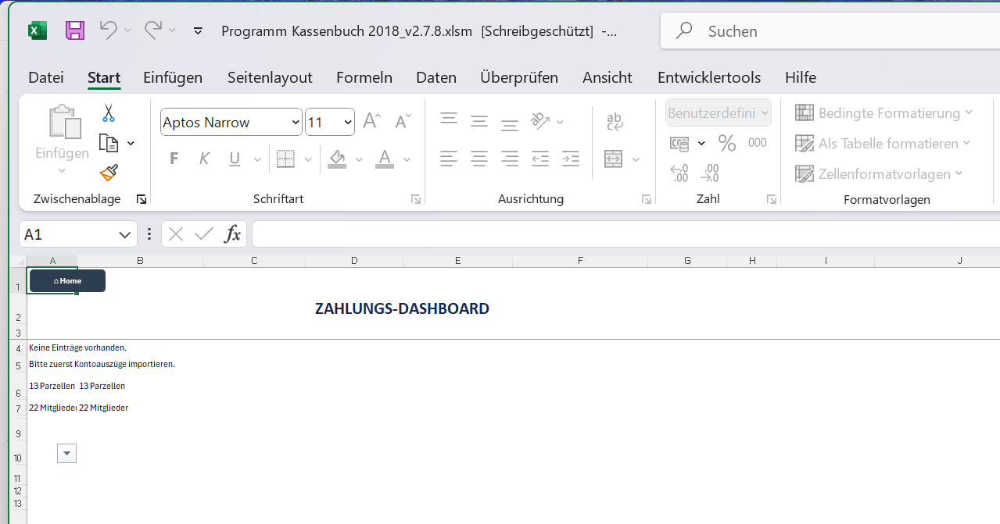 Programm Kassenbuch 2018_v2.7.8.xlsm [Schreibgeschützt] -...
Suchen
Datei Start Einfügen Seitenlayout Formeln Daten Überprüfen Ansicht Entwicklertools Hilfe
Einfügen
Zwischenablage
Aptos Narrow
11
A A
F K U A
Schriftart
ab
Ausrichtung
Benutzerdefini
% 000
0 ,00
,00 0
Zahl
Bedingte Formatierung
Als Tabelle formatieren
Zellenformatvorlagen
Formatvorlagen
A1
fx
A B C D E F G H I J
1
⌂ Home
2
ZAHLUNGS-DASHBOARD
3
4 Keine Einträge vorhanden.
5 Bitte zuerst Kontoauszüge importieren.
6 13 Parzellen 13 Parzellen
7 22 Mitglieder 22 Mitglieder
9
10
11
12
13